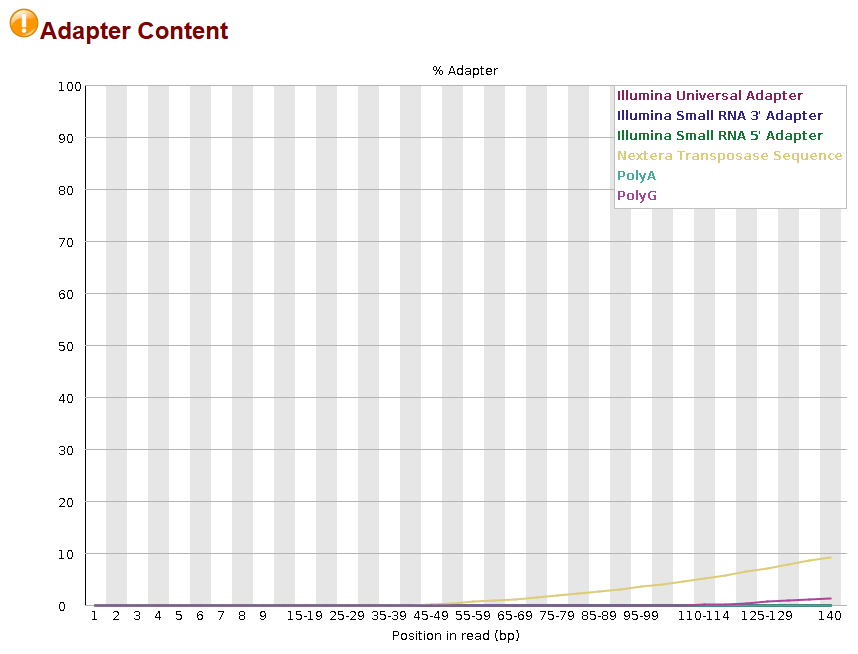 Adapter Content
% Adapter
Illumina Universal Adapter
Illumina Small RNA 3' Adapter
Illumina Small RNA 5' Adapter
Nextera Transposase Sequence
PolyA
PolyG
100
90
80
70
60
50
40
30
20
10
0
1 2 3 4 5 6 7 8 9 15-19 25-29 35-39 45-49 55-59 65-69 75-79 85-89 95-99 110-114 125-129 140
Position in read (bp)